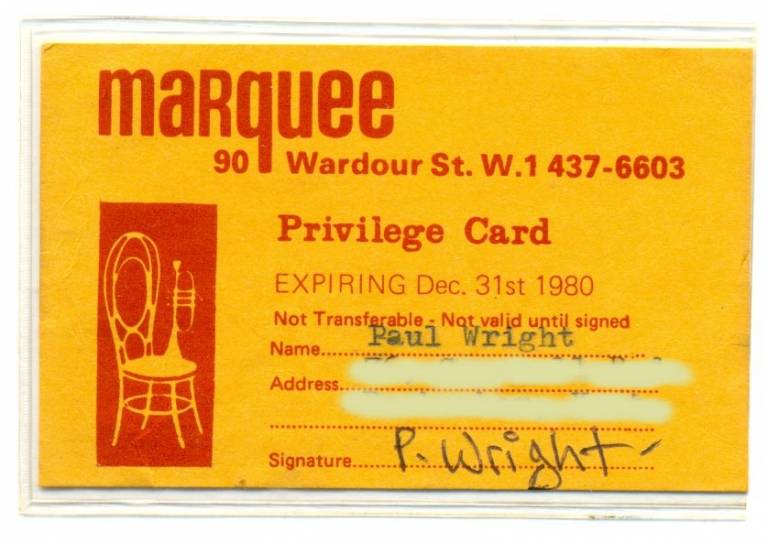 maRquee
90 Wardour St. W.1 437-6603
Privilege Card
EXPIRING Dec. 31st 1980
Not Transferable - Not valid until signed
Name.....Paul Wright
Address.....
Signature.....P. Wright